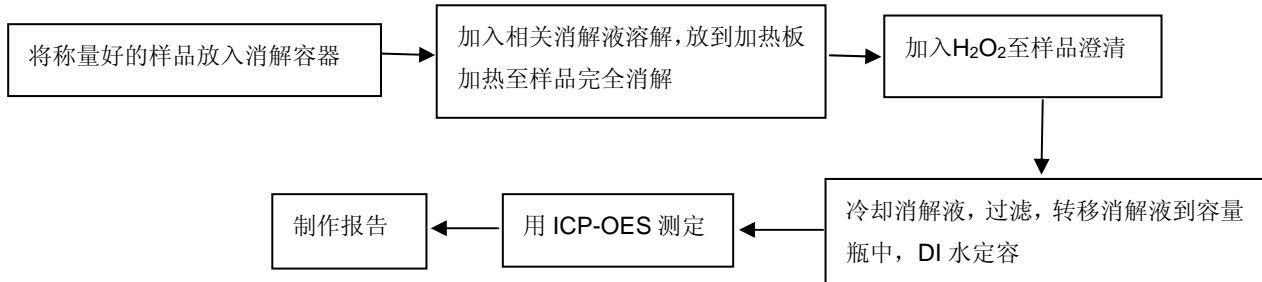 将称量好的样品放入消解容器
加入相关消解液溶解，放到加热板
加热至样品完全消解
加入H₂O₂至样品澄清
冷却消解液，过滤，转移消解液到容量
瓶中，DI 水定容
用 ICP-OES 测定
制作报告